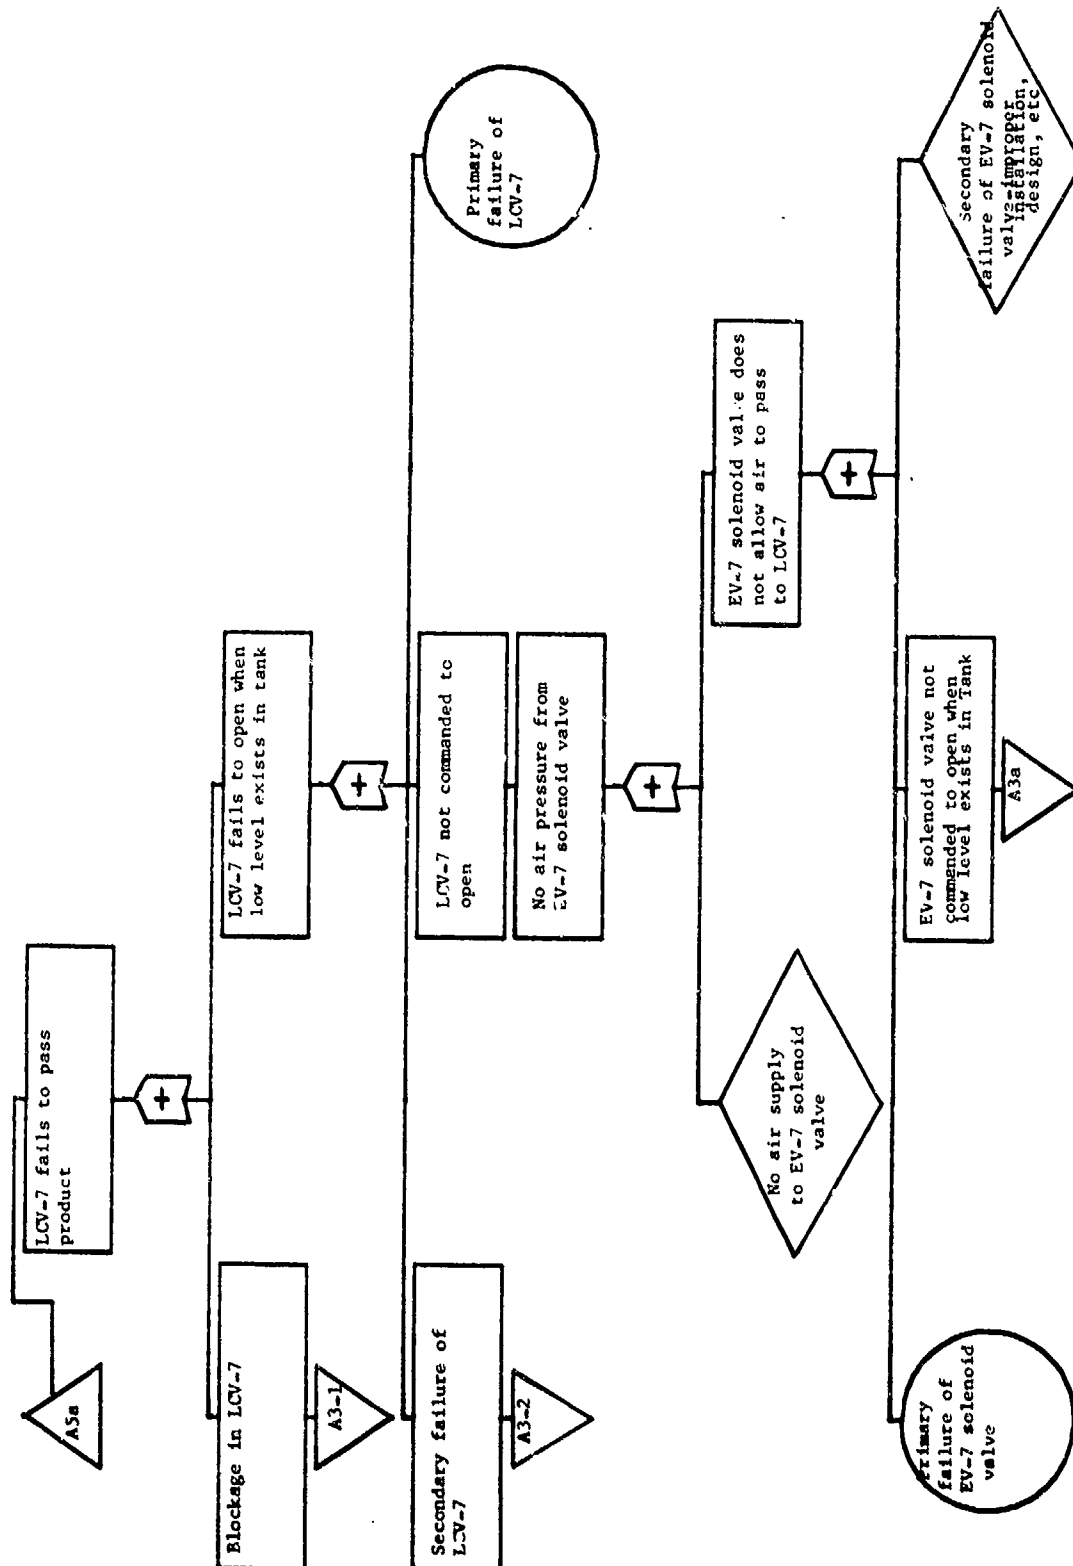 A5a
LCV-7 fails to pass
product
+
Blockage in LCV-7
A3-1
LCV-7 fails to open when
low level exists in tank
+
Secondary failure of
LCV-7
A3-2
LCV-7 not commanded to
open
Primary
failure of
LCV-7
No air pressure from
EV-7 solenoid valve
+
No air supply
to EV-7 solenoid
valve
EV-7 solenoid valve does
not allow air to pass
to LCV-7
+
Primary
failure of
EV-7 solenoid
valve
EV-7 solenoid valve not
commanded to open when
low level exists in Tank
A3a
Secondary
failure of EV-7 solenoid
valve-improper
installation,
design, etc